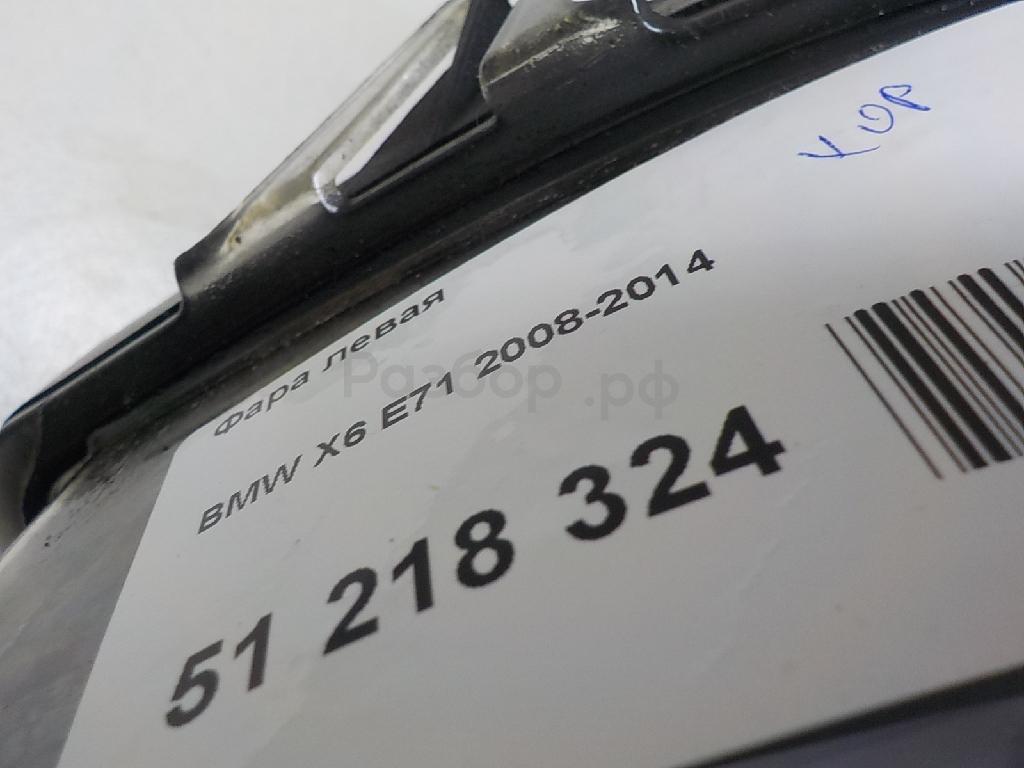 кор
Фара левая
BMW X6 E71 2008-2014
Разбор.рф
51 218 324